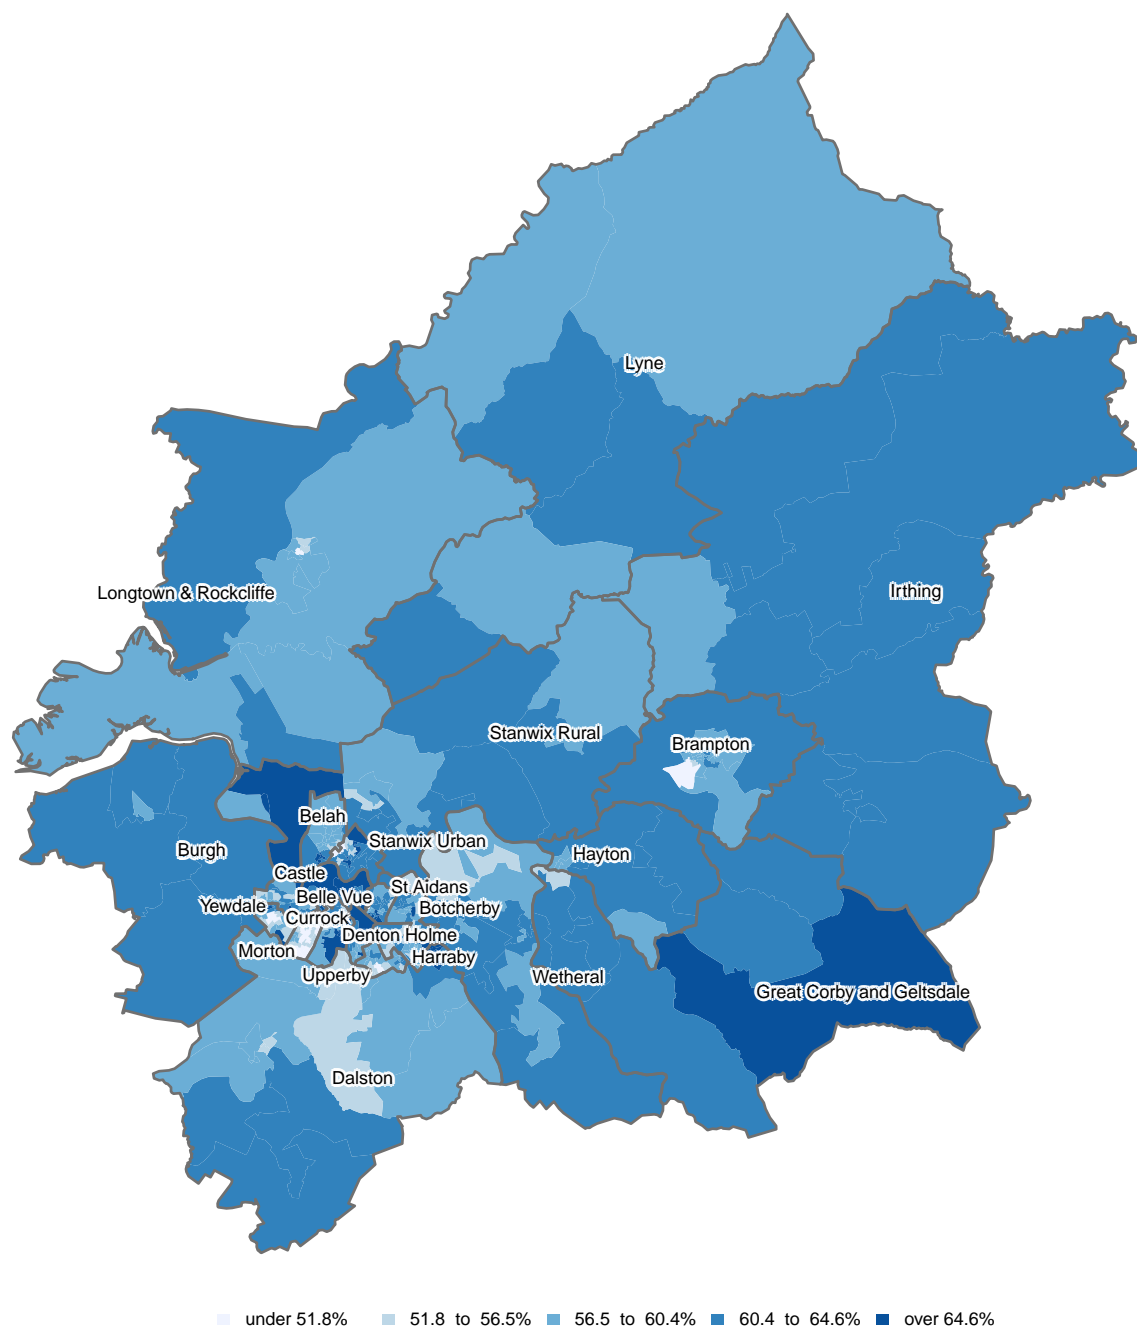 Lyne
Longtown & Rockcliffe
Irthing
Stanwix Rural
Brampton
Belah
Stanwix Urban
Burgh
Hayton
Castle
St Aidans
Belle Vue
Yewdale
Botcherby
Currock
Denton Holme
Morton
Harraby
Upperby
Wetheral
Great Corby and Geltsdale
Dalston
under 51.8% 51.8 to 56.5% 56.5 to 60.4% 60.4 to 64.6% over 64.6%